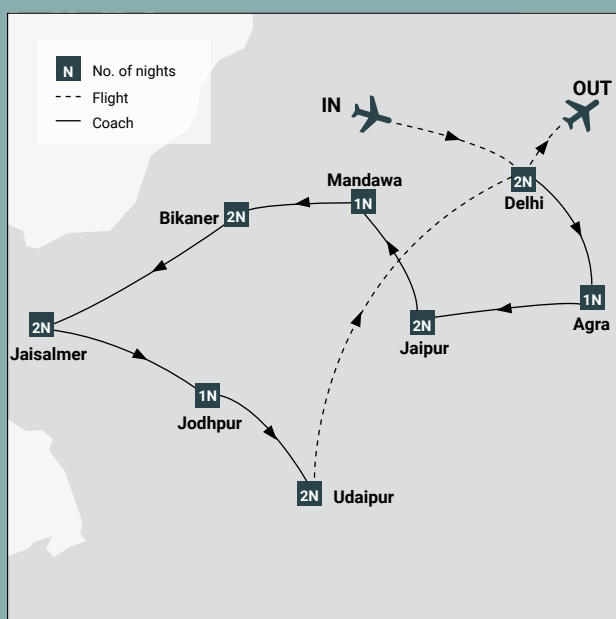 N No. of nights
Flight
Coach
IN
OUT
2N
Delhi
Mandawa
1N
Bikaner 2N
1N
Agra
2N
Jaipur
2N
Jaisalmer
1N
Jodhpur
2N Udaipur